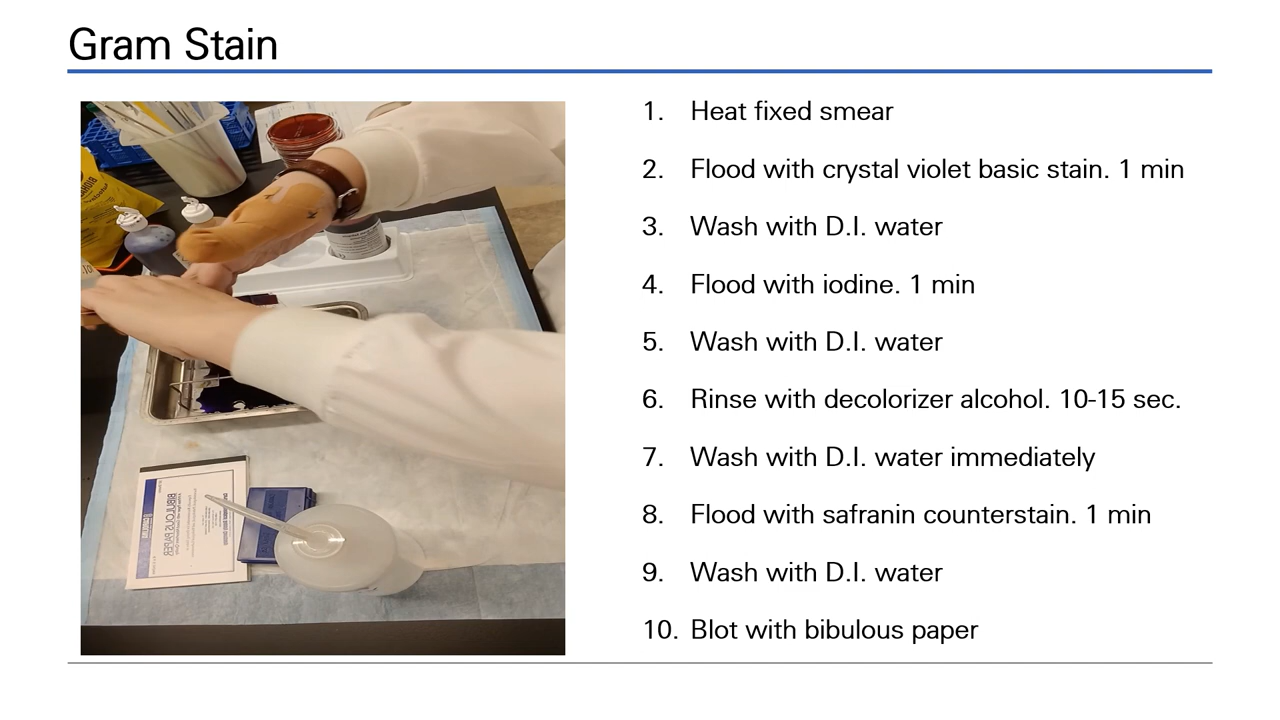 Gram Stain
1. Heat fixed smear
2. Flood with crystal violet basic stain. 1 min
3. Wash with D.I. water
4. Flood with iodine. 1 min
5. Wash with D.I. water
6. Rinse with decolorizer alcohol. 10-15 sec.
7. Wash with D.I. water immediately
8. Flood with safranin counterstain. 1 min
9. Wash with D.I. water
10. Blot with bibulous paper
BIBULOUS PAPER